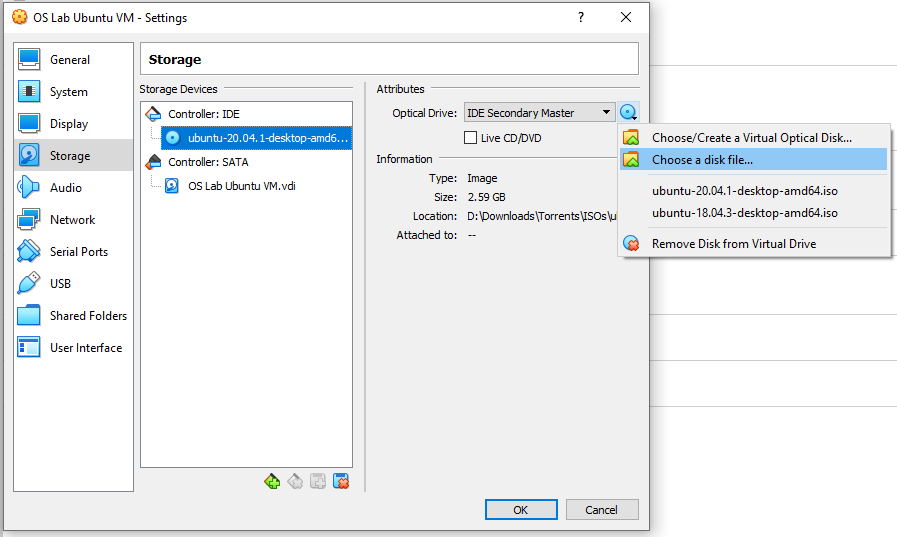 OS Lab Ubuntu VM - Settings
?
General
System
Display
Storage
Audio
Network
Serial Ports
USB
Shared Folders
User Interface
Storage
Storage Devices
Controller: IDE
ubuntu-20.04.1-desktop-amd6...
Controller: SATA
OS Lab Ubuntu VM.vdi
Attributes
Optical Drive: IDE Secondary Master
Live CD/DVD
Information
Type: Image
Size: 2.59 GB
Location: D:\Downloads\Torrents\ISOs\u
Attached to: --
Choose/Create a Virtual Optical Disk...
Choose a disk file...
ubuntu-20.04.1-desktop-amd64.iso
ubuntu-18.04.3-desktop-amd64.iso
Remove Disk from Virtual Drive
OK
Cancel